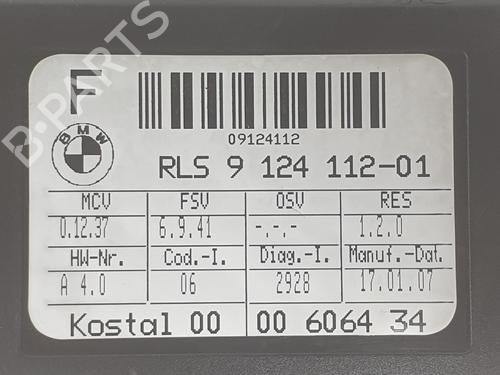 F
B-PARTS
BMW
09124112
RLS 9 124 112-01
MCV FSV OSV RES
0.12.37 6.9.41 -.-.- 1.2.0
HW-Nr. Cod.-I. Diag.-I. Manuf.-Dat.
A 4.0 06 2928 17.01.07
Kostal 00 00 6064 34